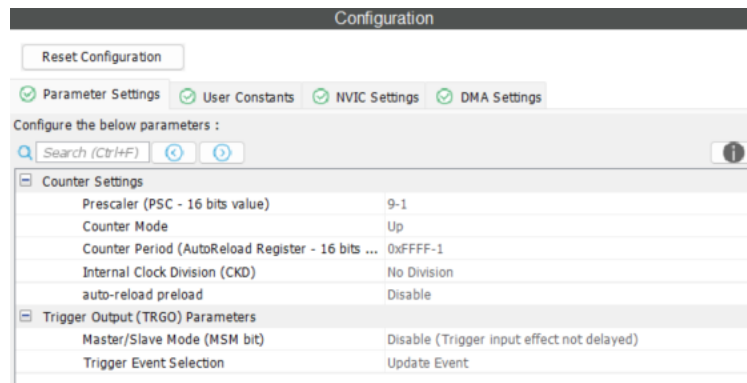 Configuration
Reset Configuration
Parameter Settings User Constants NVIC Settings DMA Settings
Configure the below parameters :
Search (Ctrl+F)
Counter Settings
Prescaler (PSC - 16 bits value) 9-1
Counter Mode Up
Counter Period (AutoReload Register - 16 bits ... 0xFFFF-1
Internal Clock Division (CKD) No Division
auto-reload preload Disable
Trigger Output (TRGO) Parameters
Master/Slave Mode (MSM bit) Disable (Trigger input effect not delayed)
Trigger Event Selection Update Event